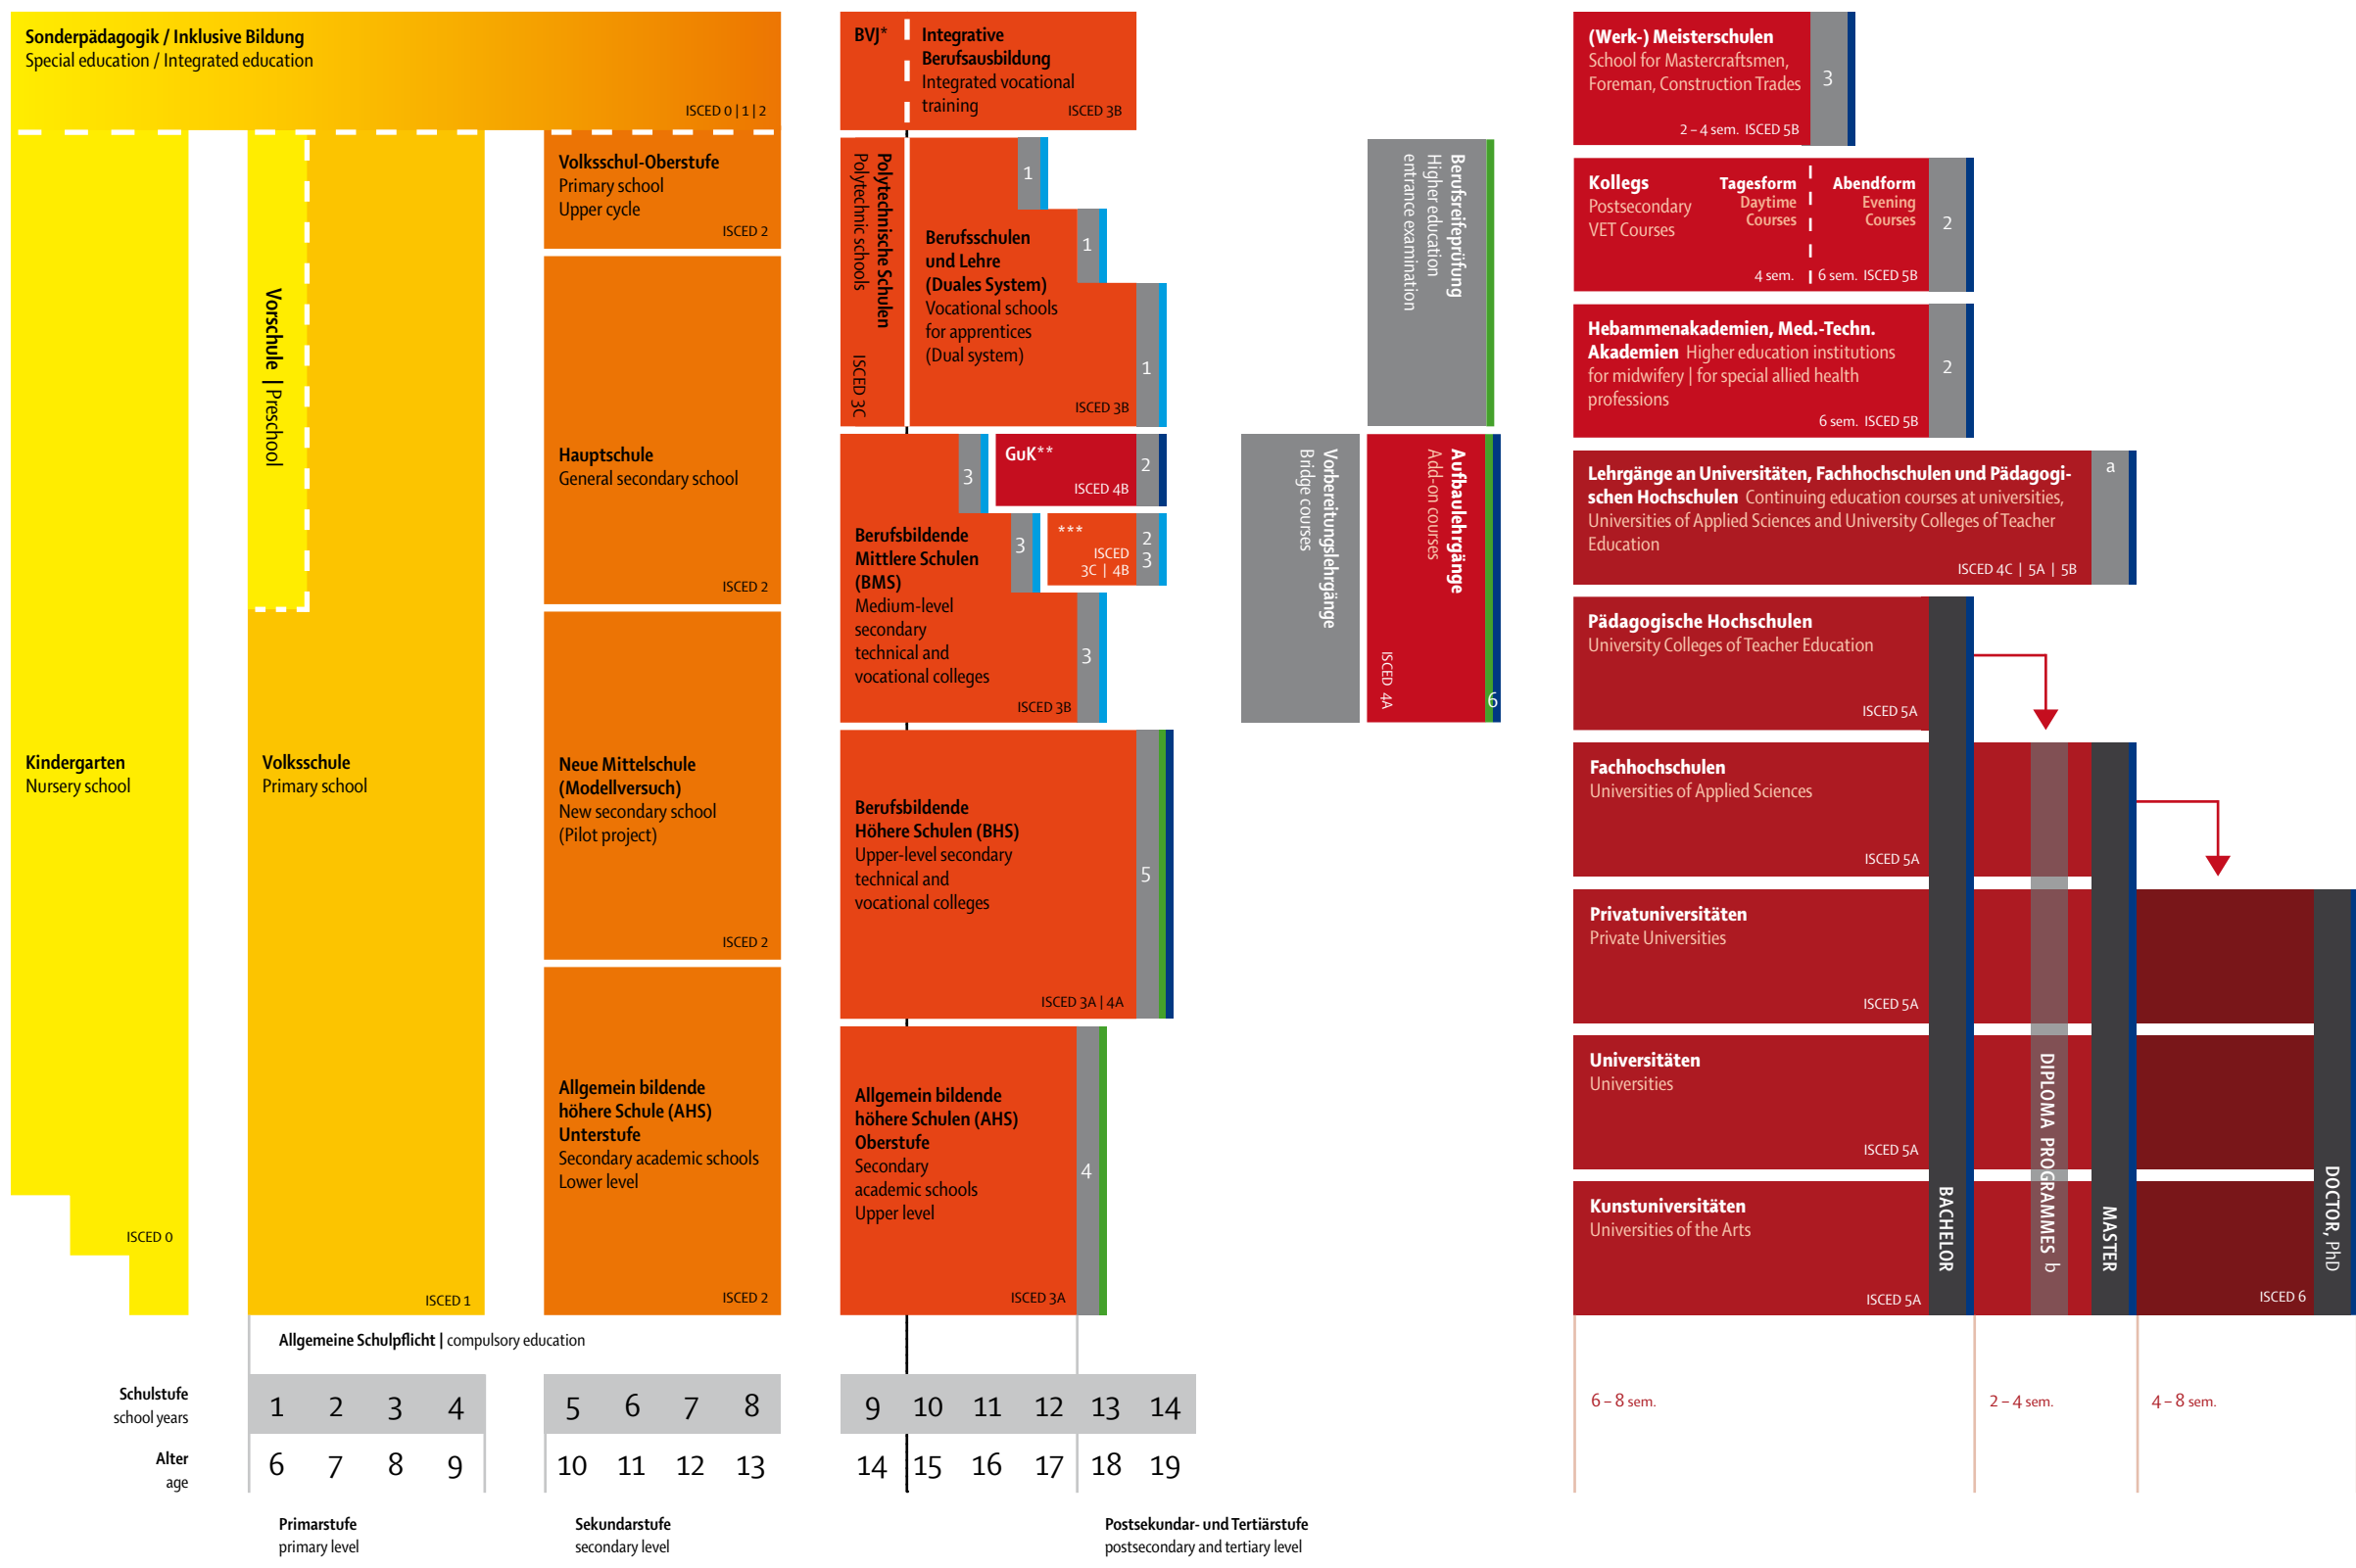 Sonderpädagogik / Inklusive Bildung
Special education / Integrated education
ISCED 0 | 1 | 2
Kindergarten
Nursery school
ISCED 0
Vorschule | Preschool
Volksschule
Primary school
ISCED 1
Volksschul-Oberstufe
Primary school
Upper cycle
ISCED 2
Hauptschule
General secondary school
ISCED 2
Neue Mittelschule
(Modellversuch)
New secondary school
(Pilot project)
ISCED 2
Allgemein bildende
höhere Schule (AHS)
Unterstufe
Secondary academic schools
Lower level
ISCED 2
BVJ*
Integrative
Berufsausbildung
Integrated vocational
training
ISCED 3B
Polytechnische Schulen
Polytechnic schools
ISCED 3C
Berufsschulen
und Lehre
(Duales System)
Vocational schools
for apprentices
(Dual system)
ISCED 3B
1
1
1
Berufsbildende
Mittlere Schulen
(BMS)
Medium-level
secondary
technical and
vocational colleges
ISCED 3B
3
3
3
GuK**
ISCED 4B
2
***
ISCED
3C | 4B
2
3
Berufsbildende
Höhere Schulen (BHS)
Upper-level secondary
technical and
vocational colleges
ISCED 3A | 4A
5
Allgemein bildende
höhere Schulen (AHS)
Oberstufe
Secondary
academic schools
Upper level
ISCED 3A
4
Berufsreifeprüfung
Higher education
entrance examination
Vorbereitungslehrgänge
Bridge courses
Aufbaulehrgänge
Add-on courses
ISCED 4A
6
(Werk-) Meisterschulen
School for Mastercraftsmen,
Foreman, Construction Trades
2 – 4 sem. ISCED 5B
3
Kollegs
Postsecondary
VET Courses
Tagesform
Daytime
Courses
4 sem.
Abendform
Evening
Courses
6 sem. ISCED 5B
2
Hebammenakademien, Med.-Techn.
Akademien Higher education institutions
for midwifery | for special allied health
professions
6 sem. ISCED 5B
2
Lehrgänge an Universitäten, Fachhochschulen und Pädagogi-
schen Hochschulen Continuing education courses at universities,
Universities of Applied Sciences and University Colleges of Teacher
Education
ISCED 4C | 5A | 5B
a
Pädagogische Hochschulen
University Colleges of Teacher Education
ISCED 5A
Fachhochschulen
Universities of Applied Sciences
ISCED 5A
Privatuniversitäten
Private Universities
ISCED 5A
Universitäten
Universities
ISCED 5A
Kunstuniversitäten
Universities of the Arts
ISCED 5A
BACHELOR
DIPLOMA PROGRAMMES b
MASTER
ISCED 6
DOCTOR, PhD
Allgemeine Schulpflicht | compulsory education
Schulstufe
school years
1 2 3 4 5 6 7 8 9 10 11 12 13 14
Alter
age
6 7 8 9 10 11 12 13 14 15 16 17 18 19
6 – 8 sem.
2 – 4 sem.
4 – 8 sem.
Primarstufe
primary level
Sekundarstufe
secondary level
Postsekundar- und Tertiärstufe
postsecondary and tertiary level